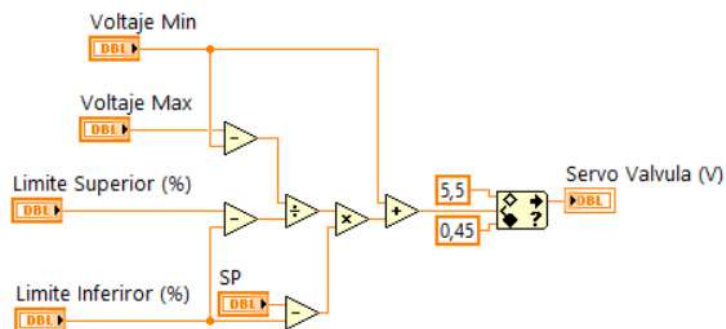 Voltaje Min
DBL
Voltaje Max
DBL
Limite Superior (%)
DBL
5,5
Servo Valvula (V)
DBL
0,45
SP
DBL
Limite Inferiror (%)
DBL